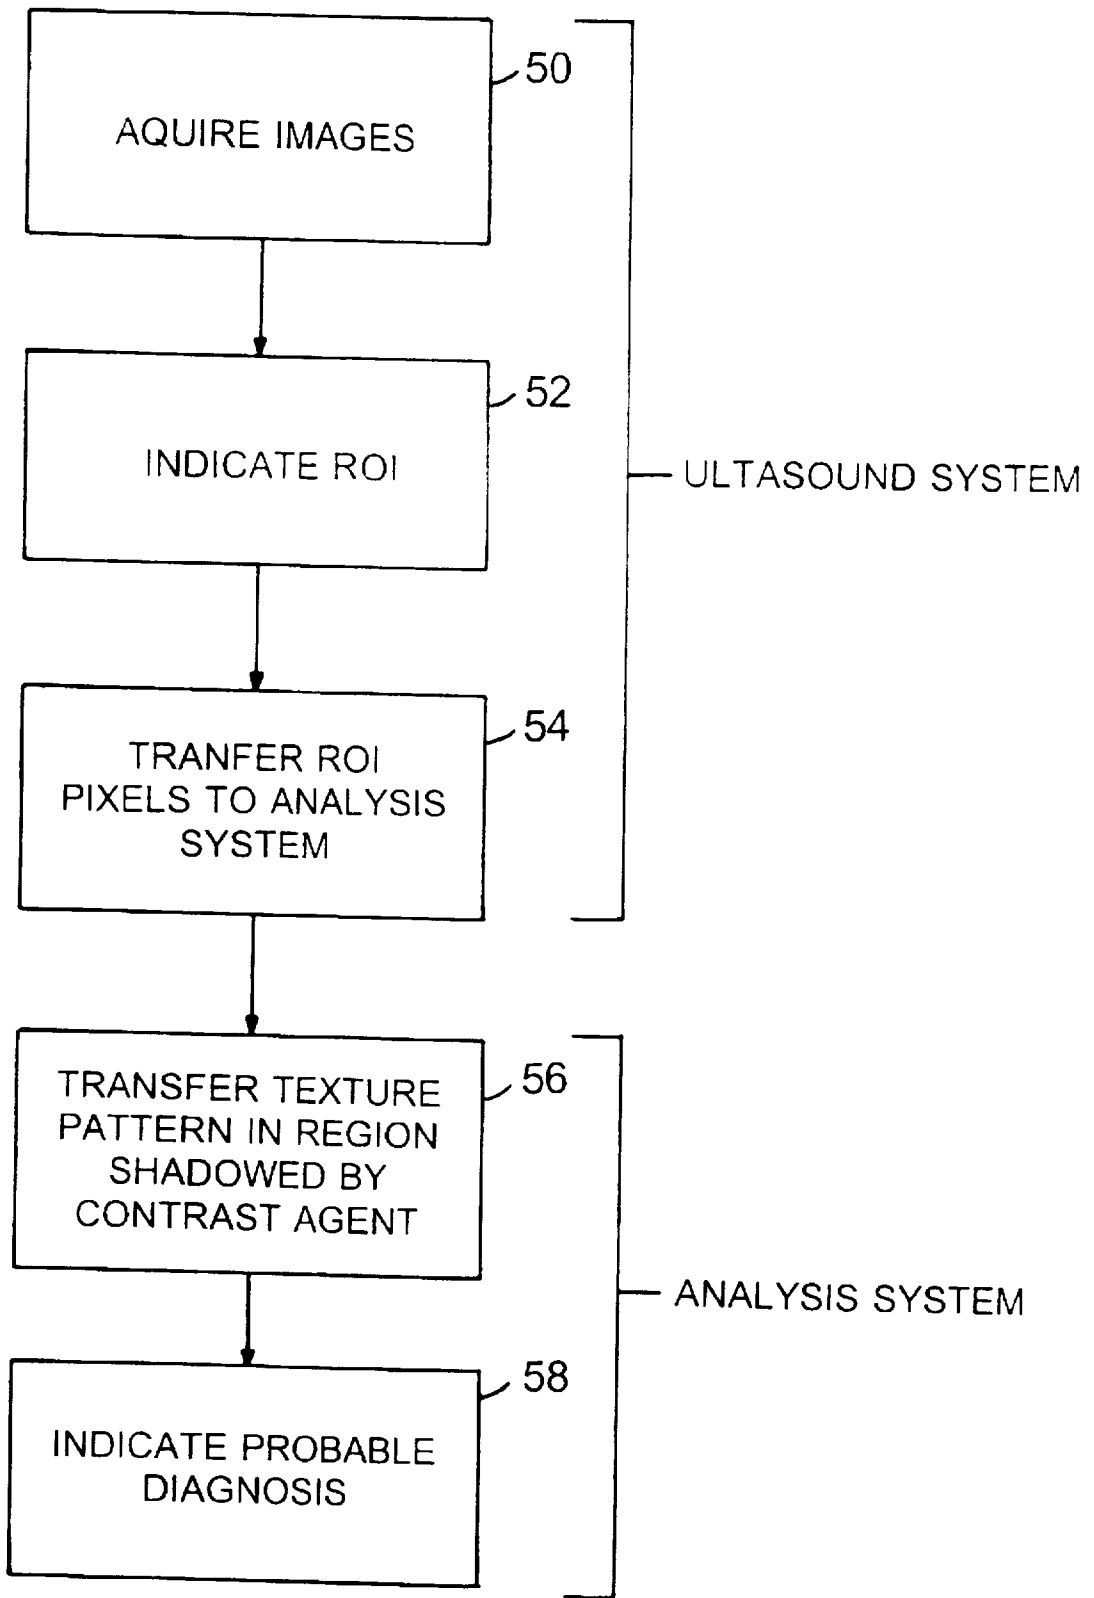 50
AQUIRE IMAGES
52
INDICATE ROI
ULTASOUND SYSTEM
54
TRANFER ROI
PIXELS TO ANALYSIS
SYSTEM
56
TRANSFER TEXTURE
PATTERN IN REGION
SHADOWED BY
CONTRAST AGENT
ANALYSIS SYSTEM
58
INDICATE PROBABLE
DIAGNOSIS